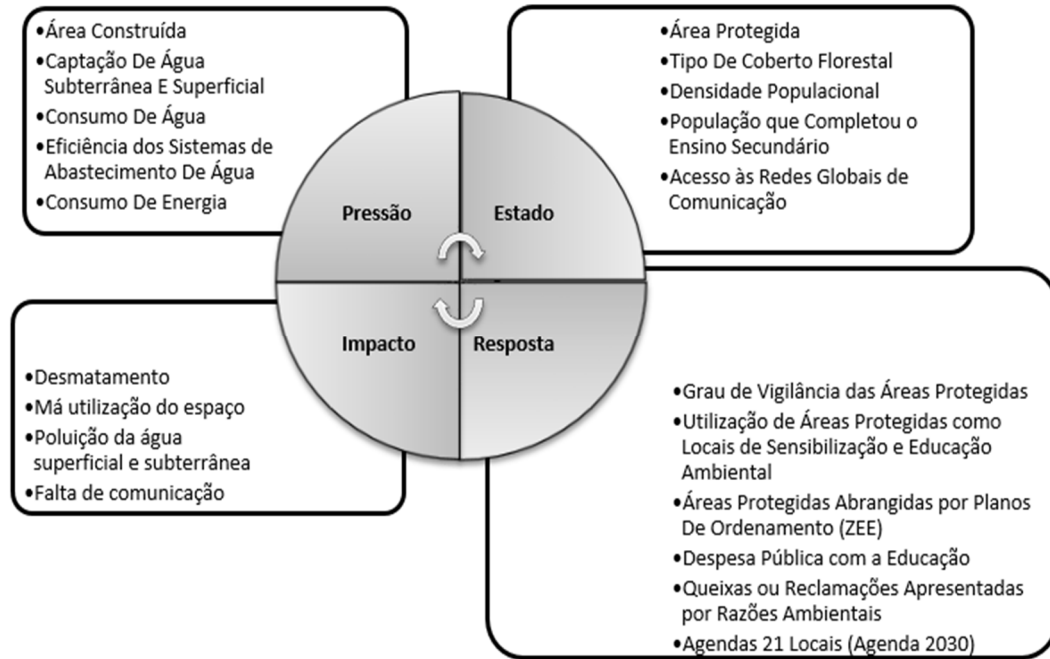 •Área Construída
•Captação De Água
Subterrânea E Superficial
•Consumo De Água
•Eficiência dos Sistemas de
Abastecimento De Água
•Consumo De Energia
•Área Protegida
•Tipo De Coberto Florestal
•Densidade Populacional
•População que Completou o
Ensino Secundário
•Acesso às Redes Globais de
Comunicação
Pressão
Estado
Impacto
Resposta
•Desmatamento
•Má utilização do espaço
•Poluição da água
superficial e subterrânea
•Falta de comunicação
•Grau de Vigilância das Áreas Protegidas
•Utilização de Áreas Protegidas como
Locais de Sensibilização e Educação
Ambiental
•Áreas Protegidas Abrangidas por Planos
De Ordenamento (ZEE)
•Despesa Pública com a Educação
•Queixas ou Reclamações Apresentadas
por Razões Ambientais
•Agendas 21 Locais (Agenda 2030)